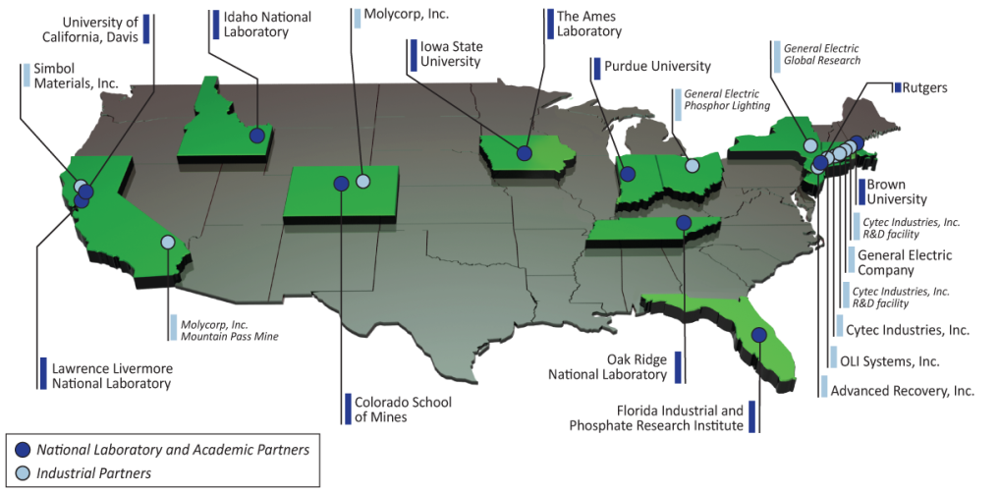 University of
California, Davis
Idaho National
Laboratory
Molycorp, Inc.
Iowa State
University
The Ames
Laboratory
Purdue University
General Electric
Global Research
Rutgers
Simbol
Materials, Inc.
General Electric
Phosphor Lighting
Brown
University
Cytec Industries, Inc.
R&D facility
General Electric
Company
Cytec Industries, Inc.
R&D facility
Cytec Industries, Inc.
OLI Systems, Inc.
Advanced Recovery, Inc.
Molycorp, Inc.
Mountain Pass Mine
Lawrence Livermore
National Laboratory
Colorado School
of Mines
Oak Ridge
National Laboratory
Florida Industrial and
Phosphate Research Institute
National Laboratory and Academic Partners
Industrial Partners